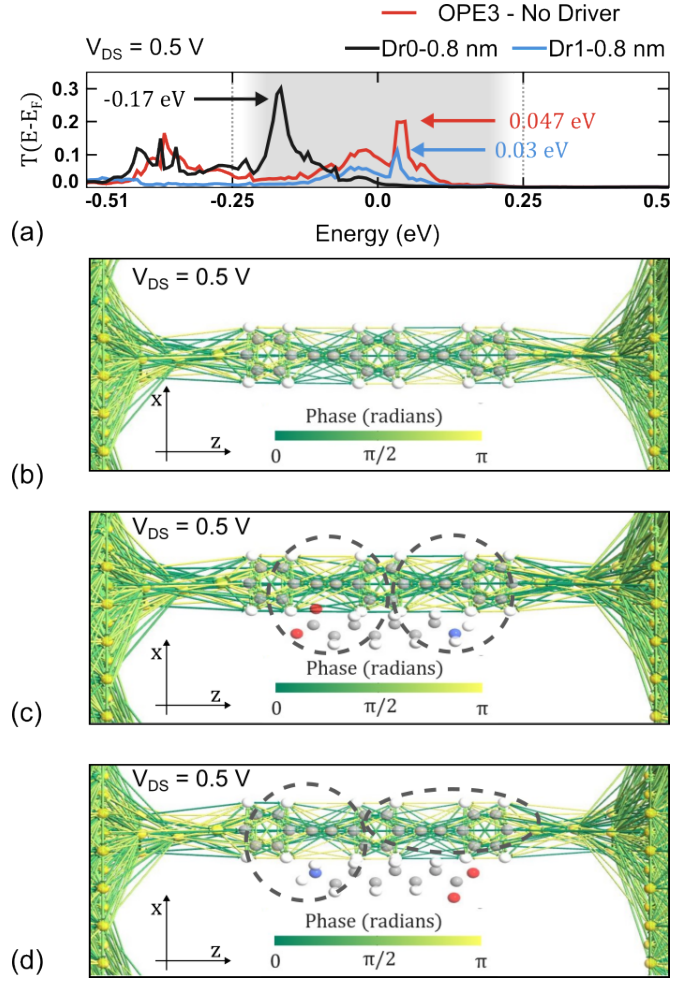 OPE3 - No Driver
V_DS = 0.5 V
Dr0-0.8 nm Dr1-0.8 nm
T(E-E_F)
0.3
0.2
0.1
0.0
-0.17 eV
0.047 eV
0.03 eV
-0.51 -0.25 0.0 0.25 0.5
Energy (eV)
(a)
V_DS = 0.5 V
x
z
Phase (radians)
0 π/2 π
(b)
V_DS = 0.5 V
x
z
Phase (radians)
0 π/2 π
(c)
V_DS = 0.5 V
x
z
Phase (radians)
0 π/2 π
(d)